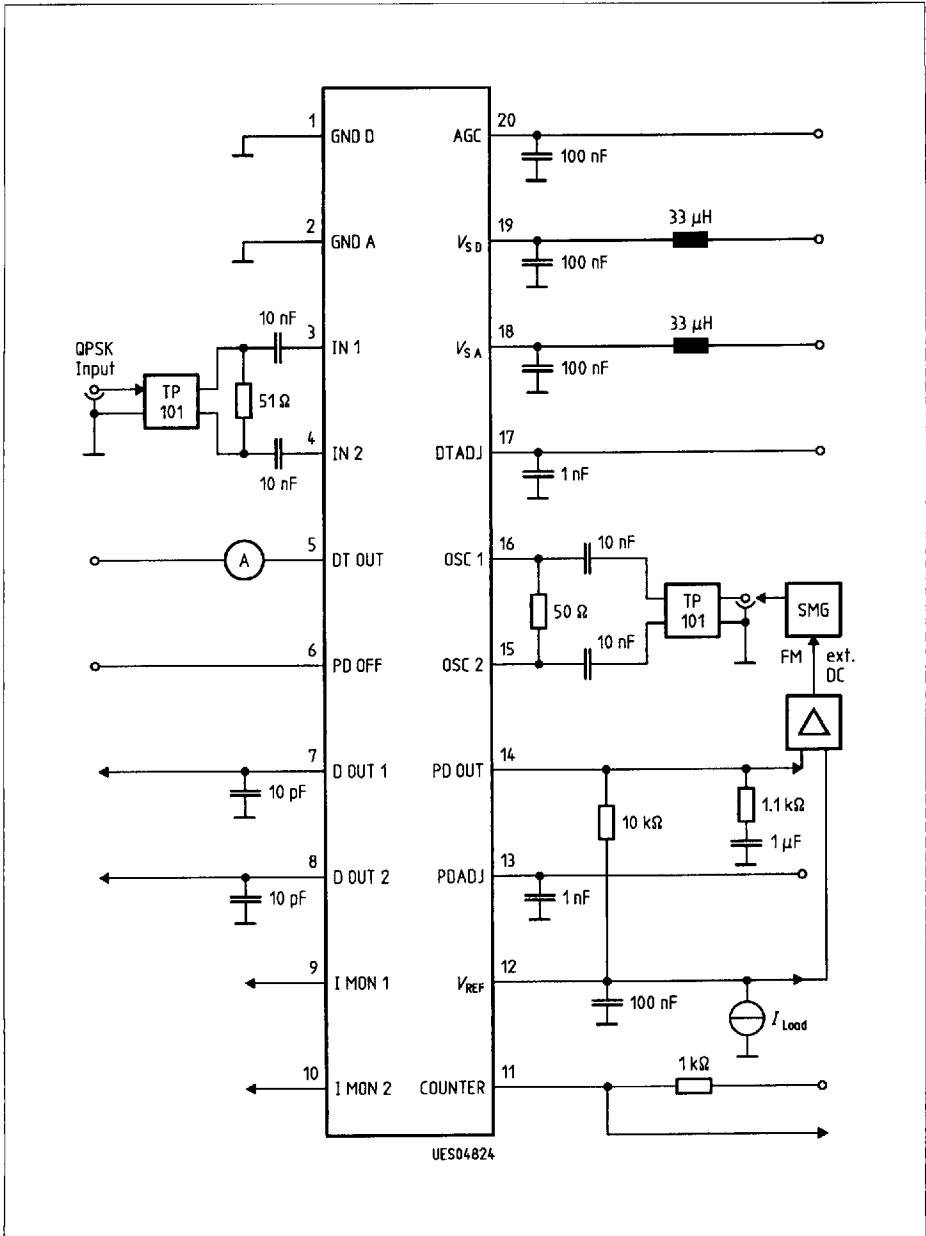 1 GND D
AGC 20
100 nF
2 GND A
V SD 19
33 µH
100 nF
QPSK
Input
TP
101
10 nF
3 IN 1
51 Ω
4 IN 2
10 nF
V SA 18
33 µH
100 nF
DTADJ 17
1 nF
A
5 DT OUT
OSC 1 16
10 nF
50 Ω
TP
101
SMG
6 PD OFF
OSC 2 15
10 nF
FM ext.
DC
7 D OUT 1
10 pF
PD OUT 14
10 kΩ
1.1 kΩ
1 µF
8 D OUT 2
10 pF
PDADJ 13
1 nF
9 I MON 1
V REF 12
100 nF
I Load
10 I MON 2
COUNTER 11
1 kΩ
UES04824